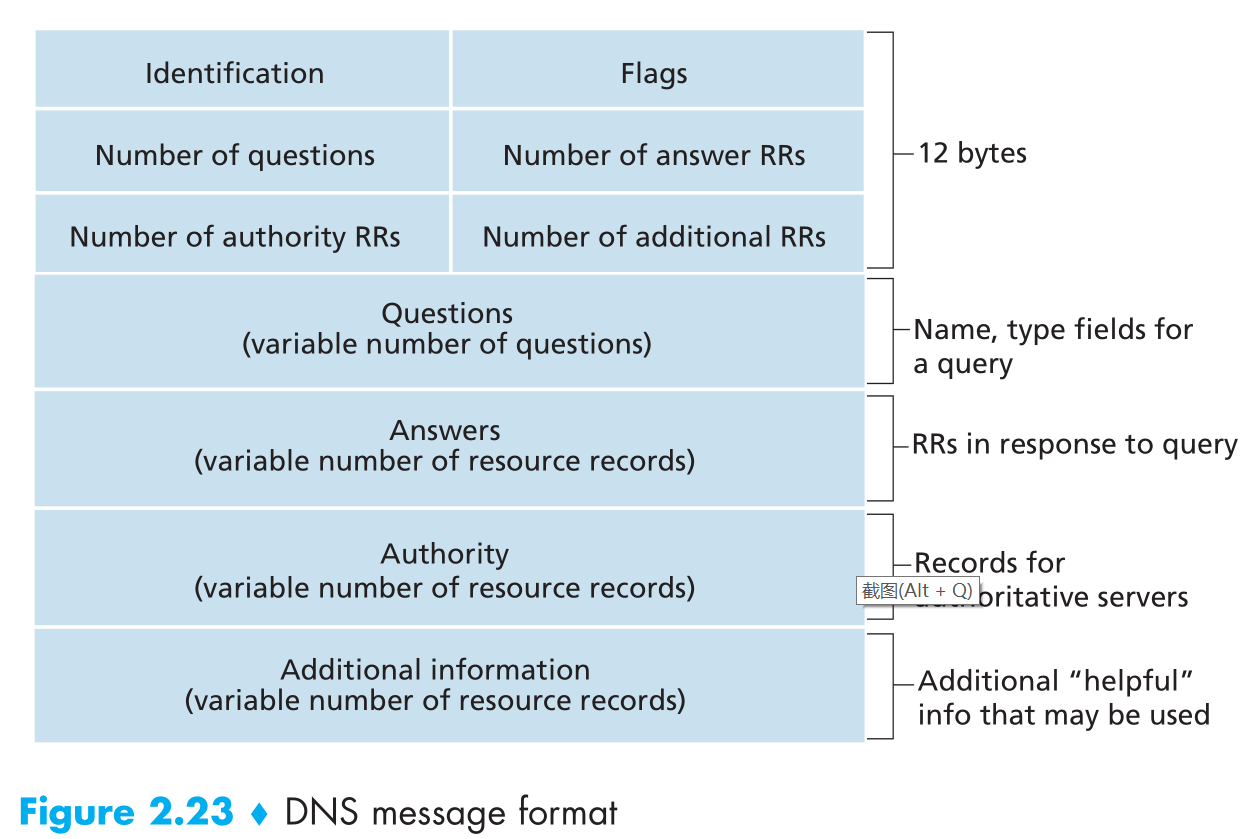 Identification
Flags
12 bytes
Number of questions
Number of answer RRs
Number of authority RRs
Number of additional RRs
Questions
(variable number of questions)
Name, type fields for
a query
Answers
(variable number of resource records)
RRs in response to query
Authority
(variable number of resource records)
Records for
截图(Alt + Q)
servers
Additional information
(variable number of resource records)
Additional “helpful”
info that may be used
Figure 2.23 ♦ DNS message format